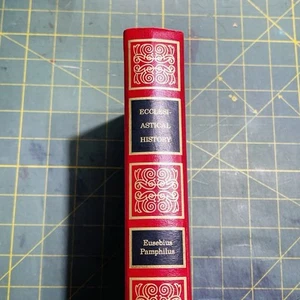 ECCLESI-
ASTICAL
HISTORY
Eusebius
Pamphilus